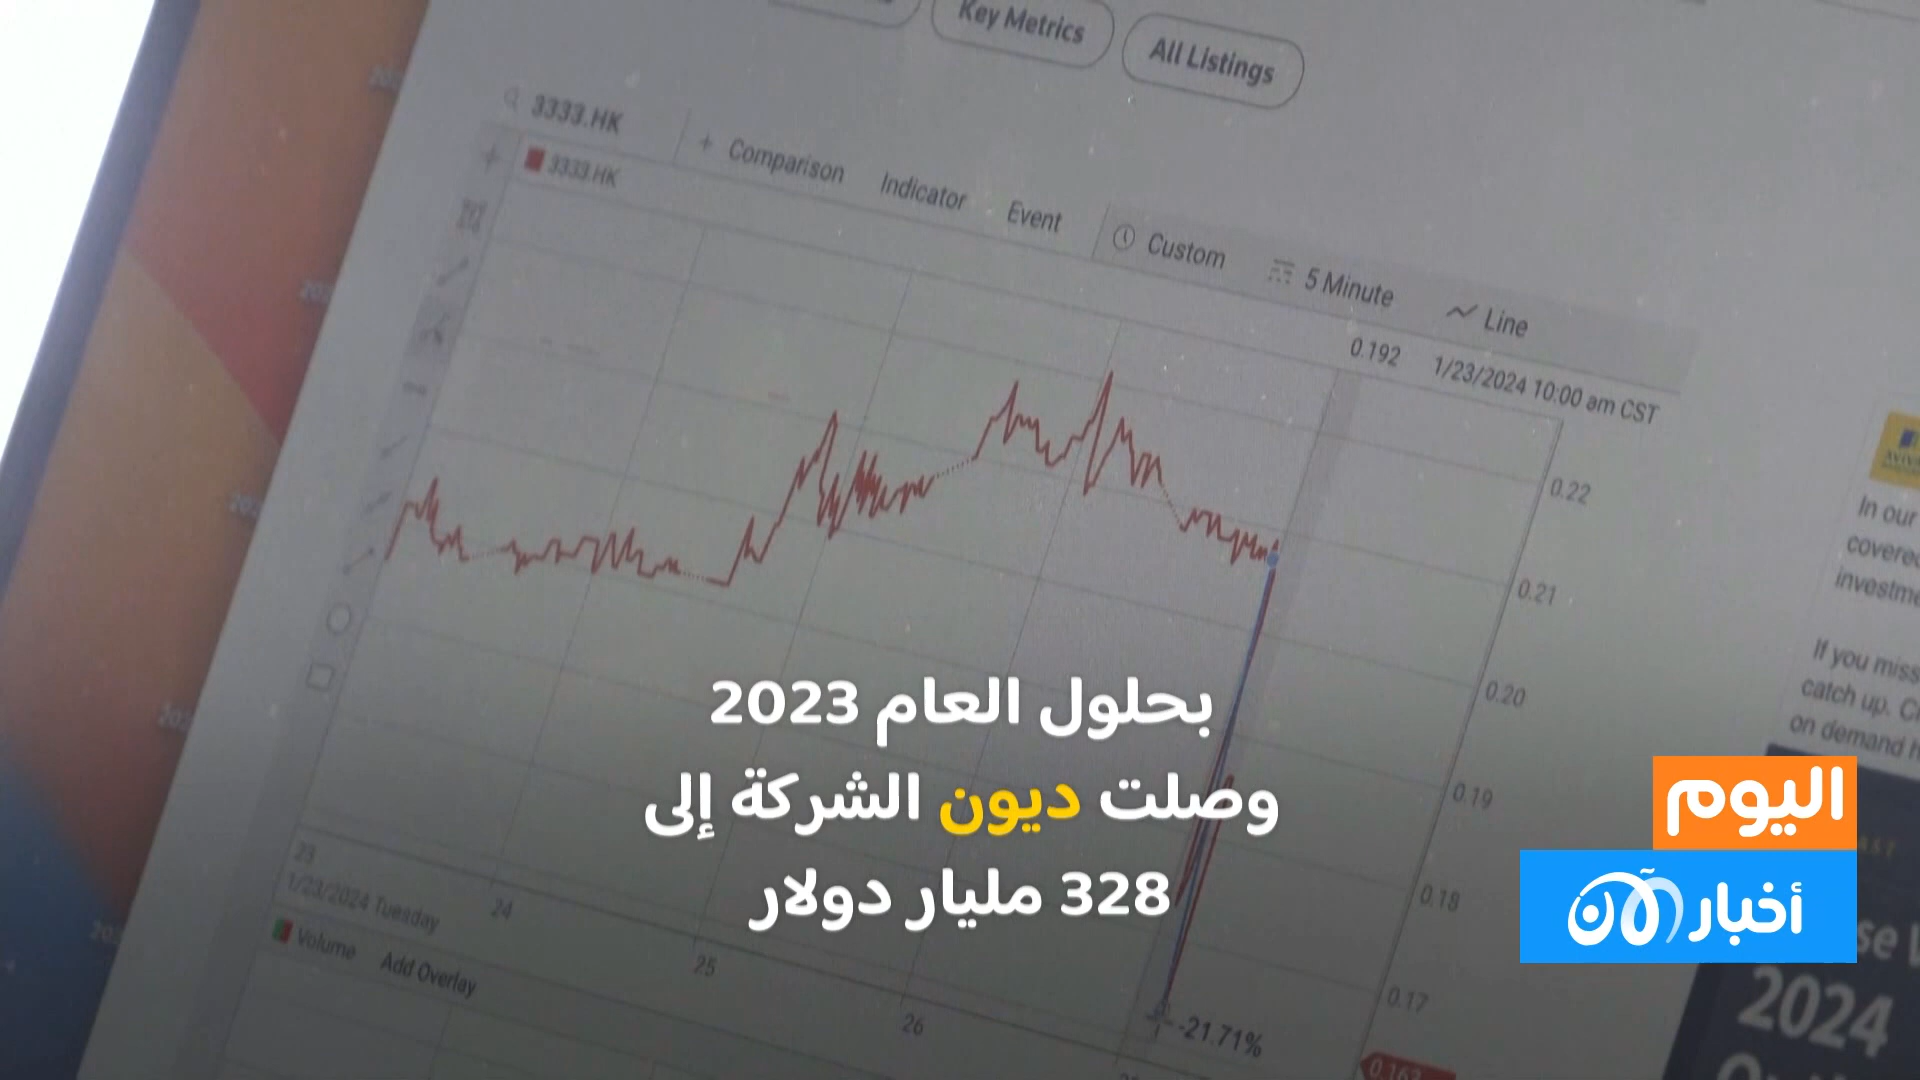 Key Metrics
All Listings
3333.HK
+ Comparison
Indicator
Event
Custom
5 Minute
Line
3333.HK
0.192
1/23/2024 10:00 am CST
0.22
0.21
0.20
0.19
0.18
0.17
0.163
-21.71%
23
24
25
26
1/23/2024 Tuesday
Volume
Add Overlay
In our
If you miss
catch up.
on demand
2024
بحلول العام 2023
وصلت ديون الشركة إلى
328 مليار دولار
اليوم
أخبار الآن